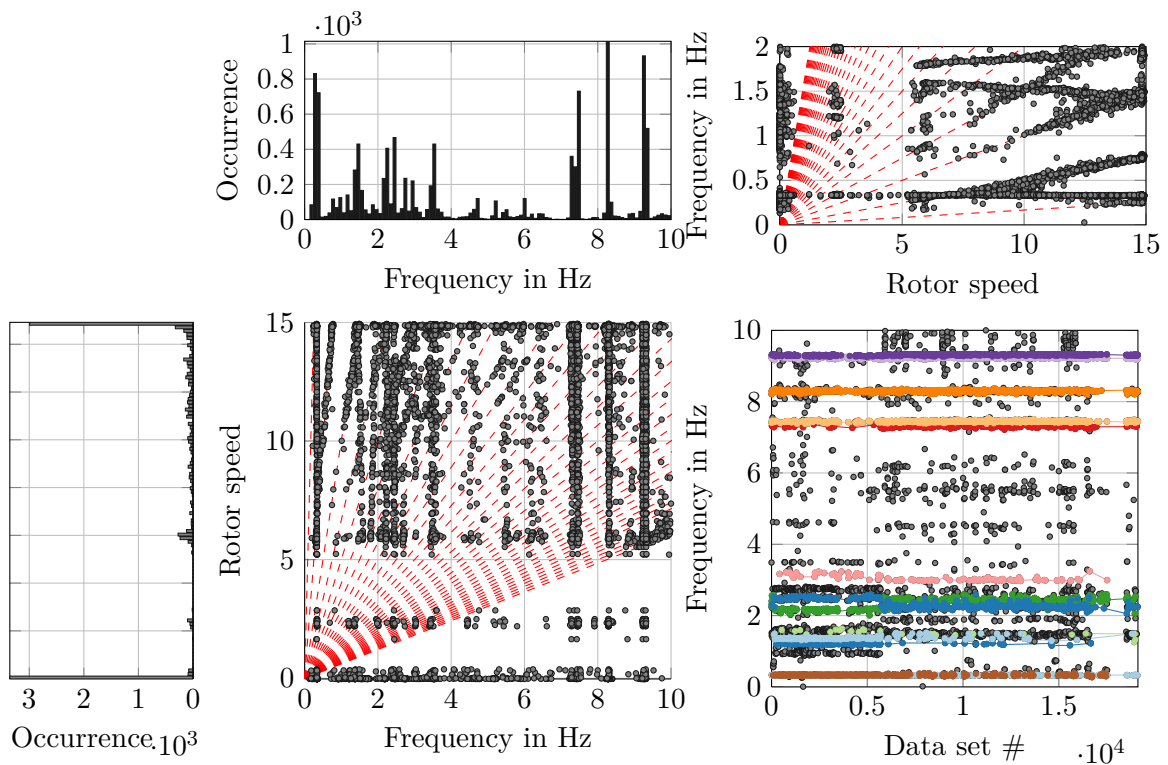 ·10³
1
0.8
0.6
0.4
0.2
0
Occurrence
0 2 4 6 8 10
Frequency in Hz
2
1.5
1
0.5
0
Frequency in Hz
0 5 10 15
Rotor speed
3 2 1 0
Occurrence ·10³
15
10
5
0
Rotor speed
0 2 4 6 8 10
Frequency in Hz
10
8
6
4
2
0
Frequency in Hz
0 0.5 1 1.5
Data set # ·10⁴